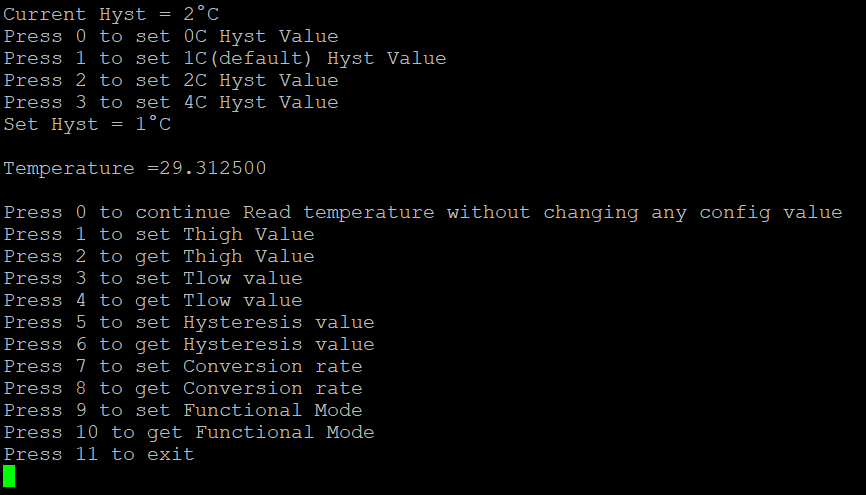 Current Hyst = 2°C
Press 0 to set 0C Hyst Value
Press 1 to set 1C(default) Hyst Value
Press 2 to set 2C Hyst Value
Press 3 to set 4C Hyst Value
Set Hyst = 1°C
Temperature =29.312500
Press 0 to continue Read temperature without changing any config value
Press 1 to set Thigh Value
Press 2 to get Thigh Value
Press 3 to set Tlow value
Press 4 to get Tlow value
Press 5 to set Hysteresis value
Press 6 to get Hysteresis value
Press 7 to set Conversion rate
Press 8 to get Conversion rate
Press 9 to set Functional Mode
Press 10 to get Functional Mode
Press 11 to exit